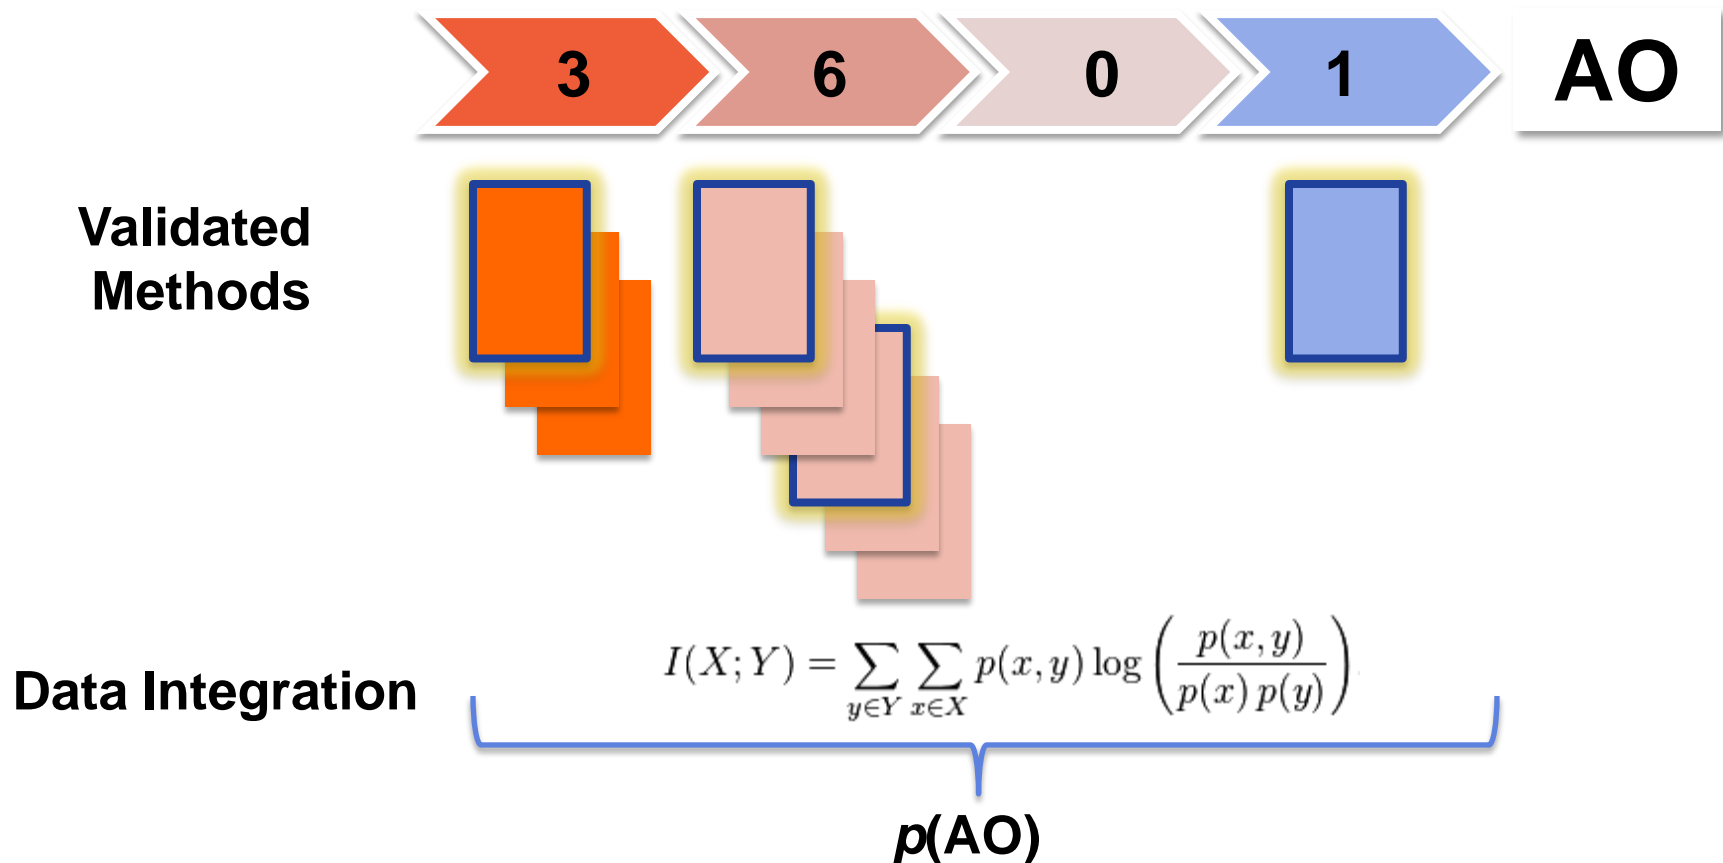 3 6 0 1 AO
Validated
Methods
I(X;Y) = ∑_{y∈Y} ∑_{x∈X} p(x,y) log ( p(x,y) / p(x) p(y) )
Data Integration
p(AO)